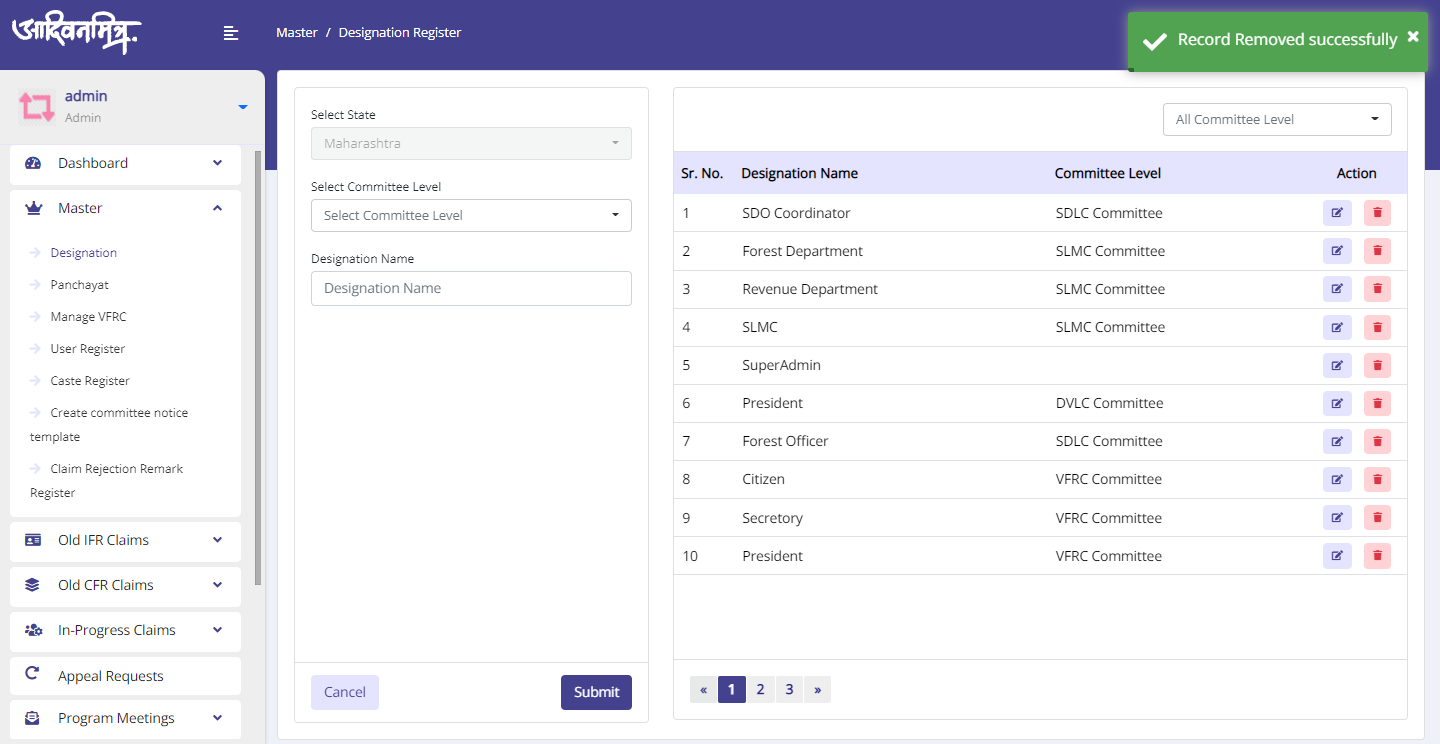 आदिवनमित्र..
Master / Designation Register
Record Removed successfully
admin
Admin
Dashboard
Master
Designation
Panchayat
Manage VFRC
User Register
Caste Register
Create committee notice
template
Claim Rejection Remark
Register
Old IFR Claims
Old CFR Claims
In-Progress Claims
Appeal Requests
Program Meetings
Select State
Maharashtra
Select Committee Level
Select Committee Level
Designation Name
Designation Name
Cancel Submit
All Committee Level
Sr. No. Designation Name Committee Level Action
1 SDO Coordinator SDLC Committee
2 Forest Department SLMC Committee
3 Revenue Department SLMC Committee
4 SLMC SLMC Committee
5 SuperAdmin
6 President DVLC Committee
7 Forest Officer SDLC Committee
8 Citizen VFRC Committee
9 Secretory VFRC Committee
10 President VFRC Committee
« 1 2 3 »